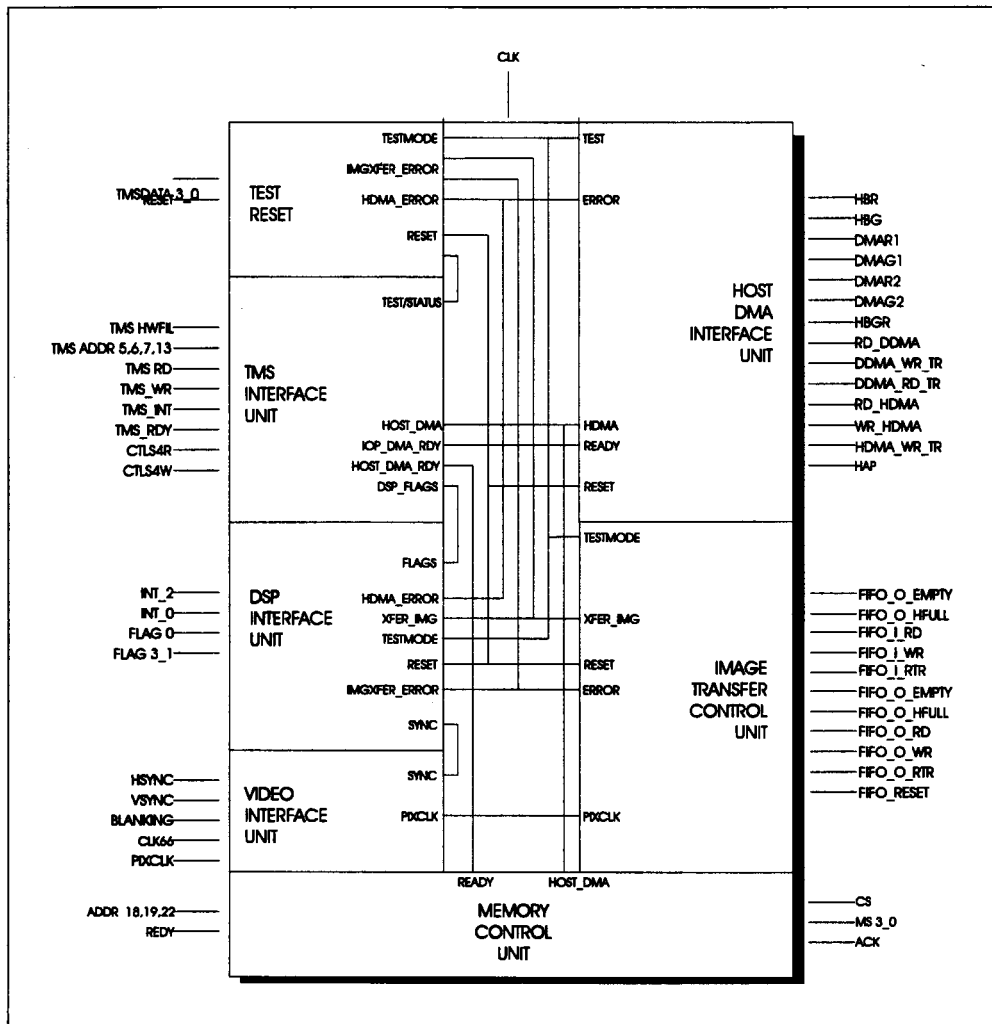 CLK
TMSDATA 3_0
RESET
TMS HWFIL
TMS ADDR 5,6,7,13
TMS RD
TMS_WR
TMS_INT
TMS_RDY
CTLS4R
CTLS4W
INT_2
INT_0
FLAG 0
FLAG 3_1
HSYNC
VSYNC
BLANKING
CLK66
PIXCLK
ADDR 18,19,22
REDY
TEST
RESET
TESTMODE
IMGXFER_ERROR
HDMA_ERROR
RESET
TMS
INTERFACE
UNIT
TEST/STATUS
HOST_DMA
IOP_DMA_RDY
HOST_DMA_RDY
DSP_FLAGS
DSP
INTERFACE
UNIT
FLAGS
HDMA_ERROR
XFER_IMG
TESTMODE
RESET
IMGXFER_ERROR
SYNC
VIDEO
INTERFACE
UNIT
SYNC
PIXCLK
TEST
ERROR
HDMA
READY
RESET
HOST
DMA
INTERFACE
UNIT
TESTMODE
XFER_IMG
RESET
ERROR
PIXCLK
IMAGE
TRANSFER
CONTROL
UNIT
READY
HOST_DMA
MEMORY
CONTROL
UNIT
HBR
HBG
DMAR1
DMAG1
DMAR2
DMAG2
HBGR
RD_DDMA
DDMA_WR_TR
DDMA_RD_TR
RD_HDMA
WR_HDMA
HDMA_WR_TR
HAP
FIFO_O_EMPTY
FIFO_O_HFULL
FIFO_I_RD
FIFO_I_WR
FIFO_I_RTR
FIFO_O_EMPTY
FIFO_O_HFULL
FIFO_O_RD
FIFO_O_WR
FIFO_O_RTR
FIFO_RESET
CS
MS 3_0
ACK